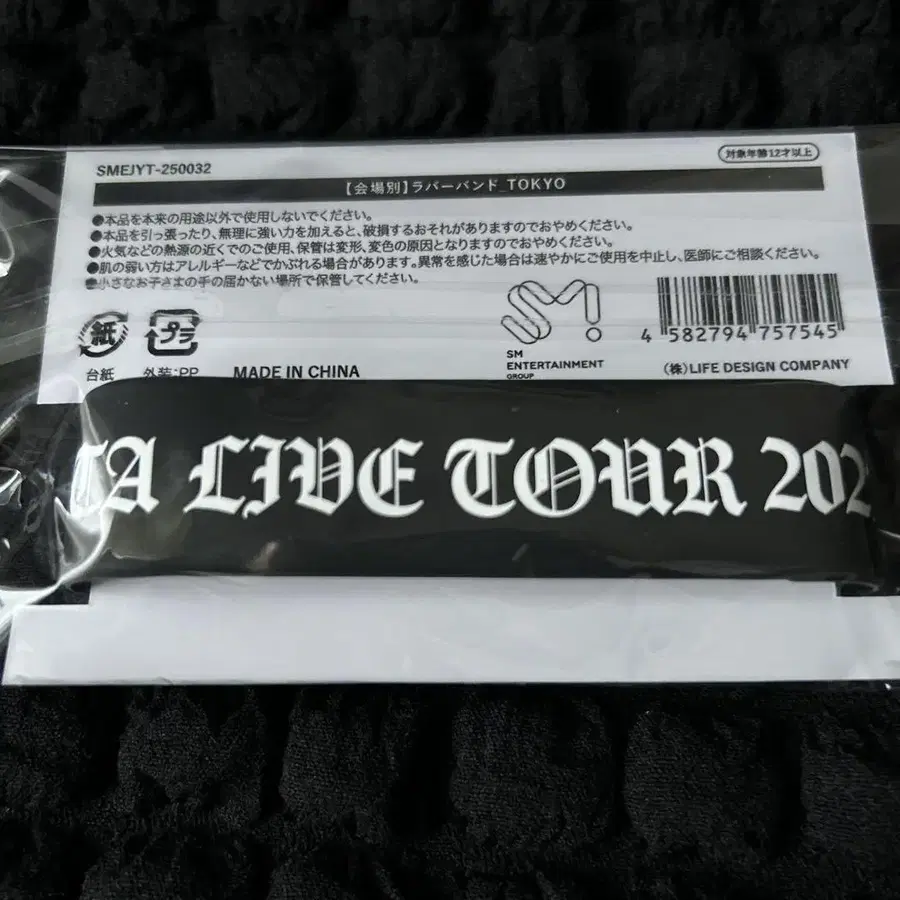 SMEJYT-250032
対象年齢12才以上
【会場別】ラバーバンド_TOKYO
●本品を本来の用途以外で使用しないでください。
●本品を引っ張ったり、無理に強い力を加えると、破損するおそれがありますのでおやめください。
●火気などの熱源の近くでのご使用、保管は変形、変色の原因となりますのでおやめください。
●肌の弱い方はアレルギーなどでかぶれる場合があります。異常を感じた場合は速やかにご使用を中止し、医師にご相談ください。
●小さなお子さまの手の届かない場所で保管してください。
紙
プラ
台紙
外装:PP
MADE IN CHINA
SM
SM
ENTERTAINMENT
GROUP
4 582794 757545
(株)LIFE DESIGN COMPANY
TA LIVE TOUR 202